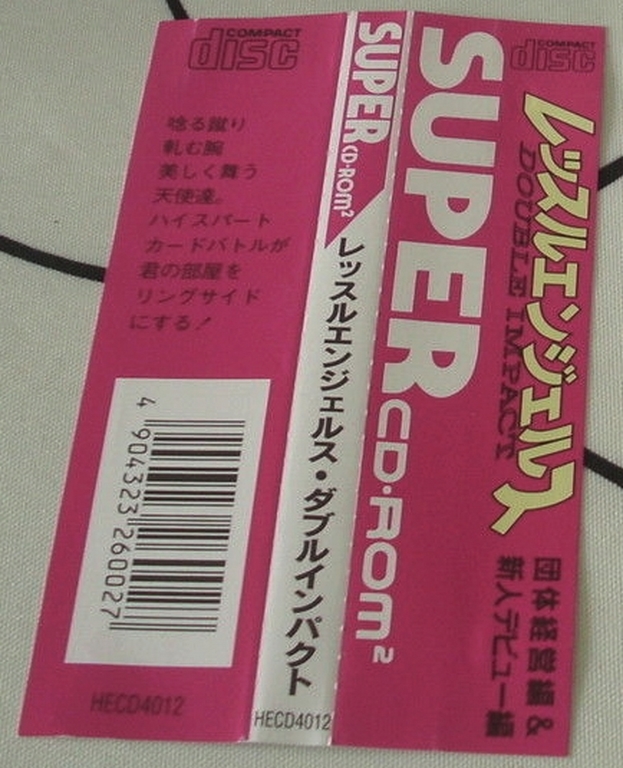 COMPACT
disc
唸る蹴り
軋む腕
美しく舞う
天使達。
ハイスパート
カードバトルが
君の部屋を
リングサイド
にする!
4 904323 260027
HECD4012
SUPER CD-ROM²
レッスルエンジェルス・ダブルインパクト
HECD4012
SUPER CD-ROM²
COMPACT
disc
レッスルエンジェルス
DOUBLE IMPACT
団体経営編&
新人デビュー編